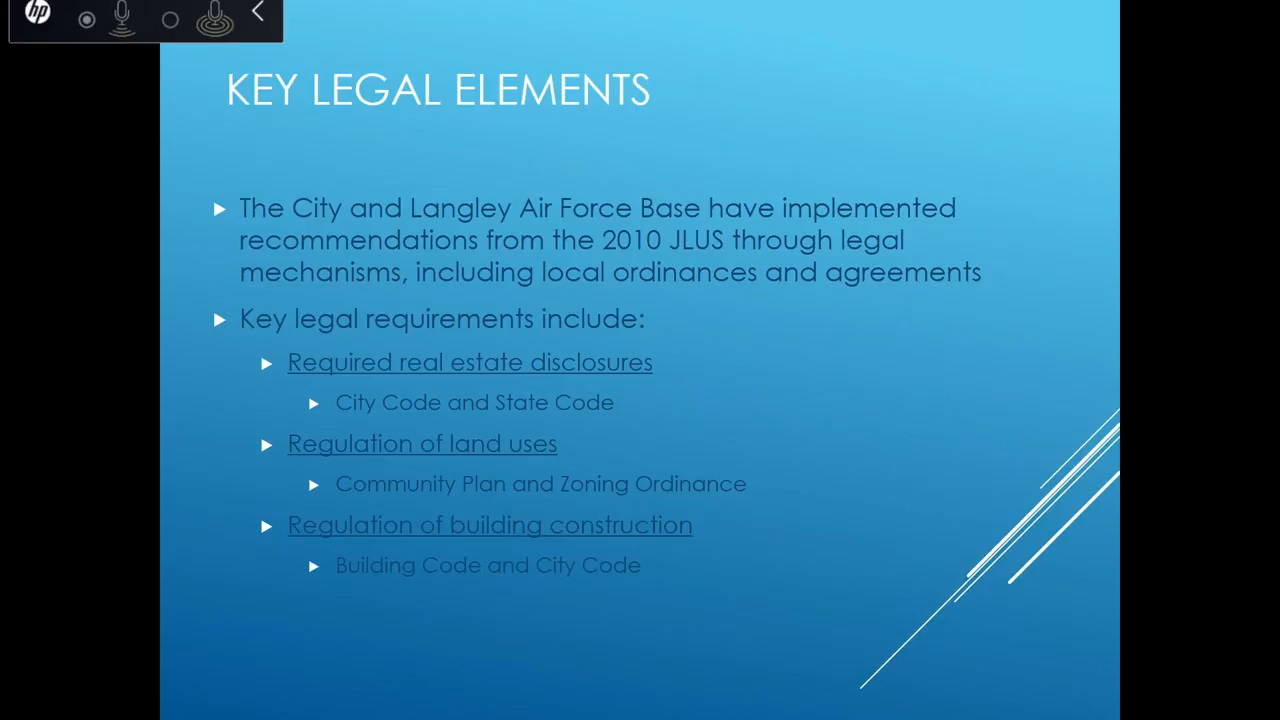 hp
KEY LEGAL ELEMENTS
The City and Langley Air Force Base have implemented
recommendations from the 2010 JLUS through legal
mechanisms, including local ordinances and agreements
Key legal requirements include:
Required real estate disclosures
City Code and State Code
Regulation of land uses
Community Plan and Zoning Ordinance
Regulation of building construction
Building Code and City Code